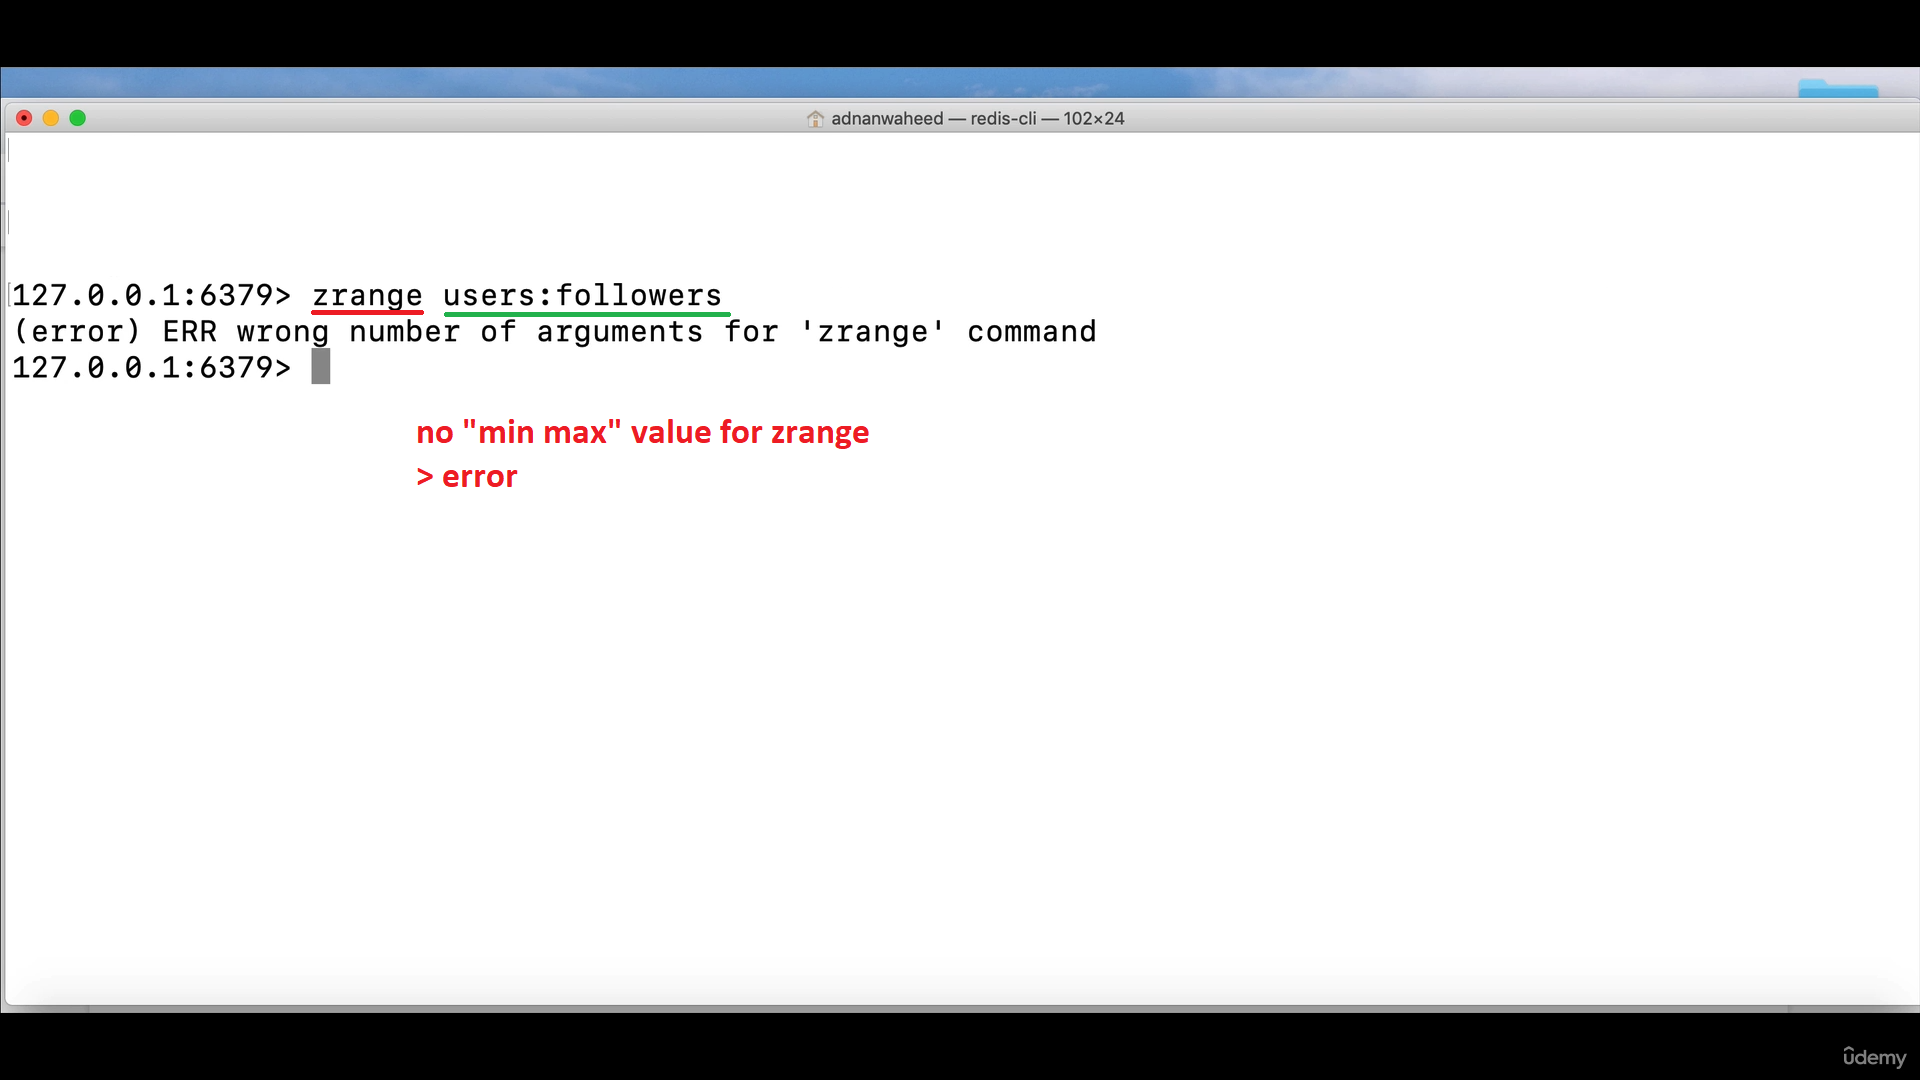 adnanwaheed — redis-cli — 102×24
127.0.0.1:6379> zrange users:followers
(error) ERR wrong number of arguments for 'zrange' command
127.0.0.1:6379>
no "min max" value for zrange
> error
ûdemy